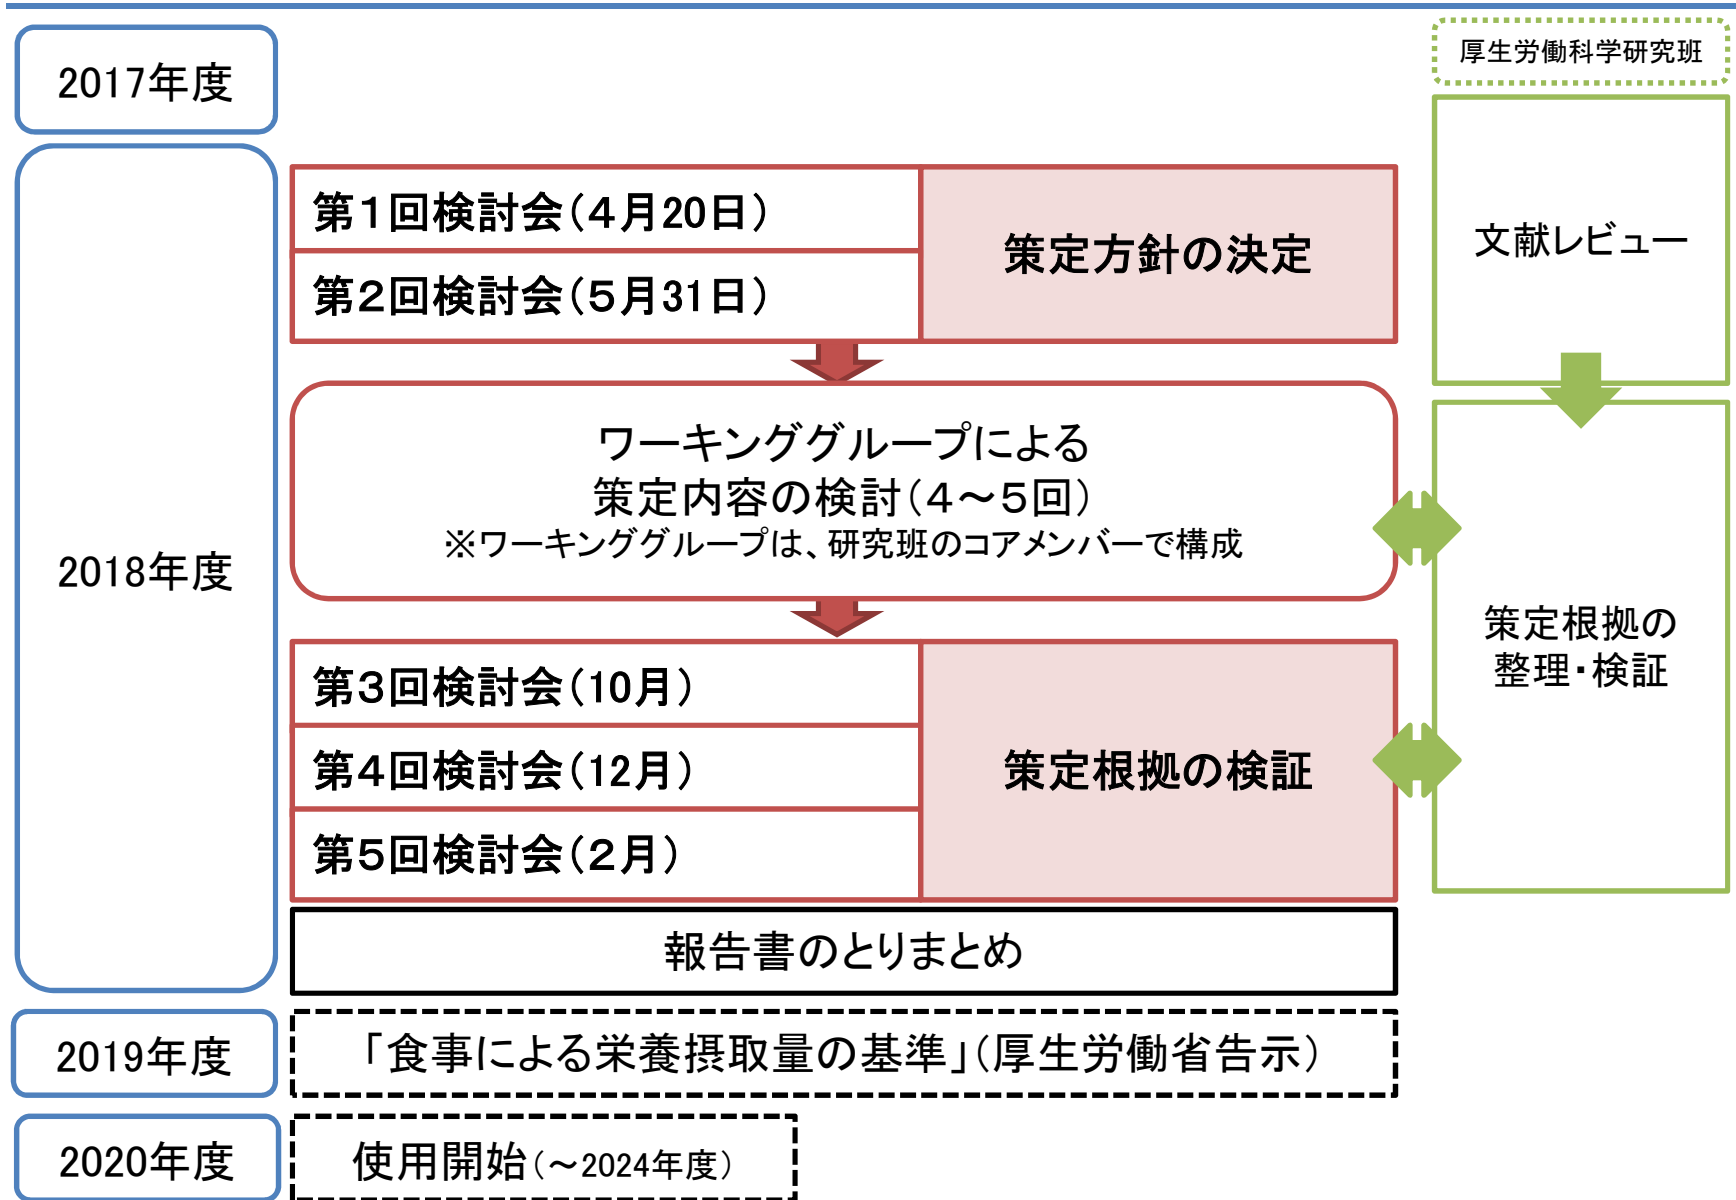 2017年度
厚生労働科学研究班
文献レビュー
2018年度
第1回検討会(4月20日)
第2回検討会(5月31日)
策定方針の決定
ワーキンググループによる
策定内容の検討(4~5回)
※ワーキンググループは、研究班のコアメンバーで構成
策定根拠の
整理・検証
第3回検討会(10月)
第4回検討会(12月)
第5回検討会(2月)
策定根拠の検証
報告書のとりまとめ
2019年度
「食事による栄養摂取量の基準」(厚生労働省告示)
2020年度
使用開始(~2024年度)